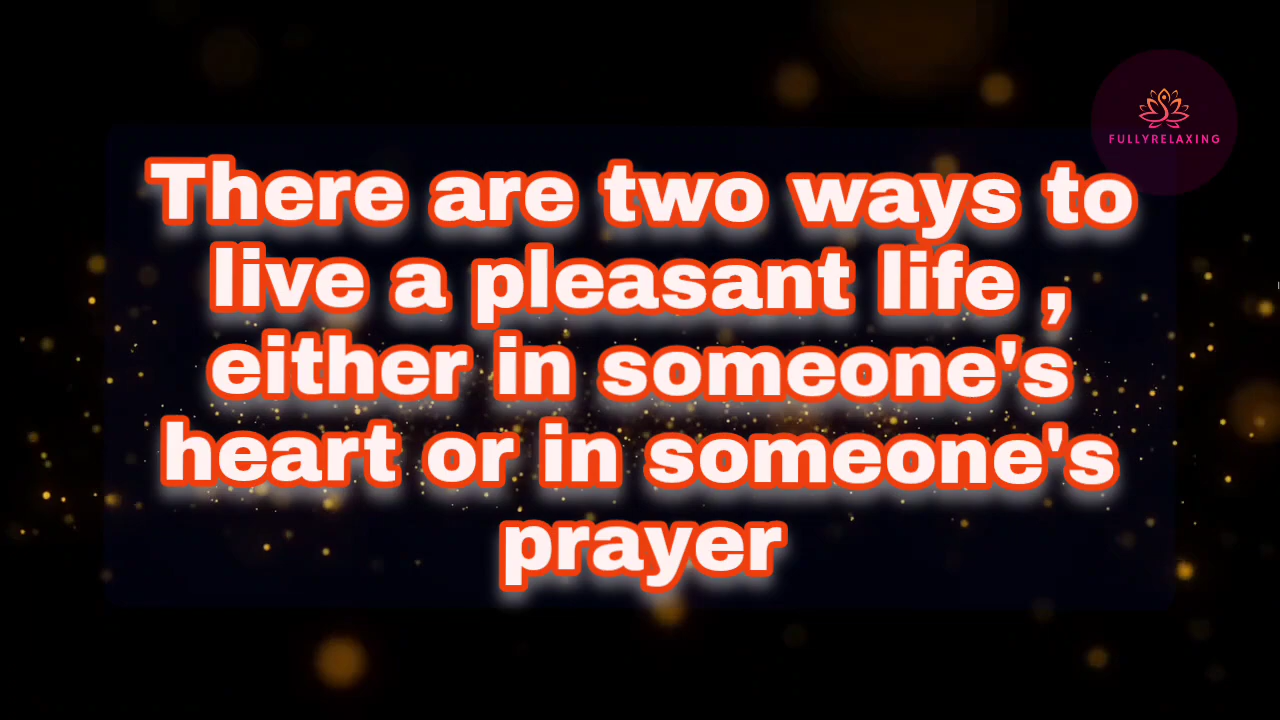 FULLYRELAXING
There are two ways to
live a pleasant life ,
either in someone's
heart or in someone's
prayer